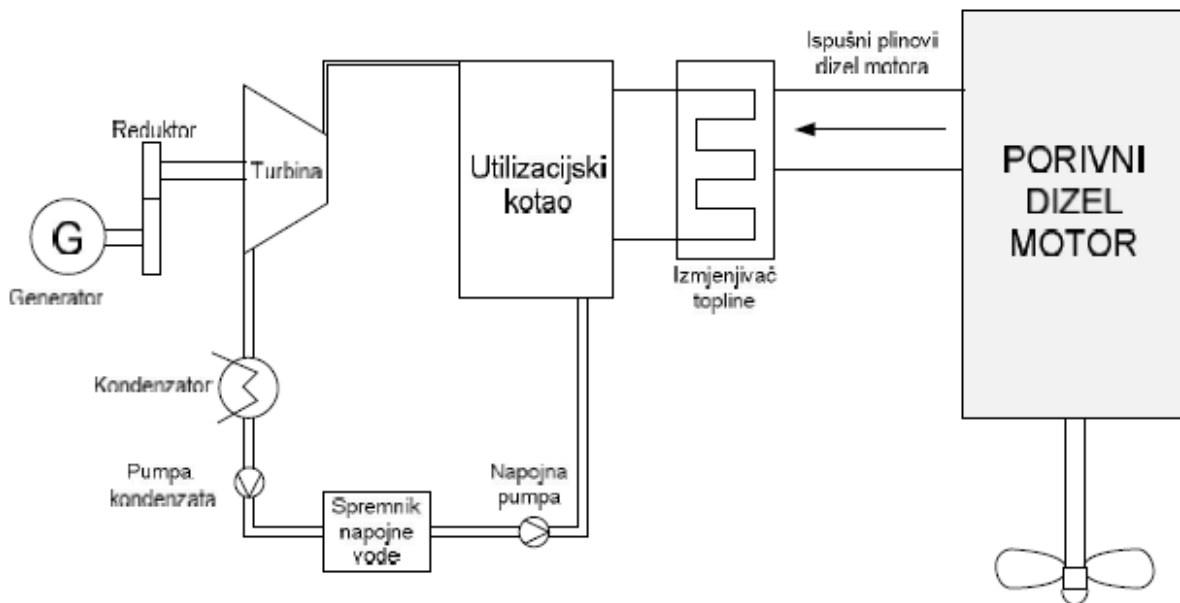 Ispušni plinovii
dizel motora
Reduktor
Turbina
Utilizacijski
kotao
PORIVNI
DIZEL
MOTOR
G
Generator
Izmjenjivač
topline
Kondenzator
Pumpa
kondenzata
Napojna
pumpa
Spremnik
napojne
vode